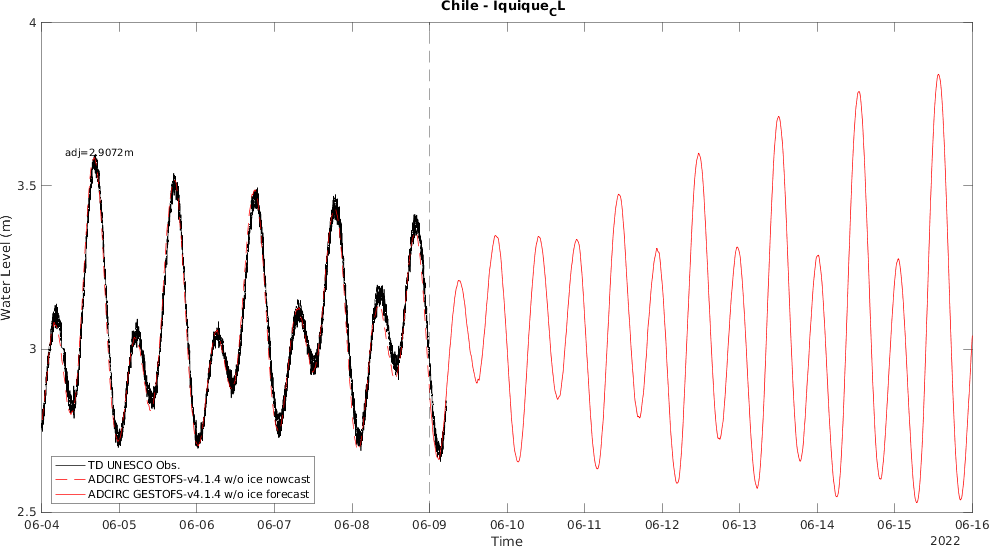 Chile - Iquique_CL
4
adj=2.9072m
3.5
Water Level (m)
3
TD UNESCO Obs.
ADCIRC GESTOFS-v4.1.4 w/o ice nowcast
ADCIRC GESTOFS-v4.1.4 w/o ice forecast
2.5
06-04 06-05 06-06 06-07 06-08 06-09 06-10 06-11 06-12 06-13 06-14 06-15 06-16
Time
2022